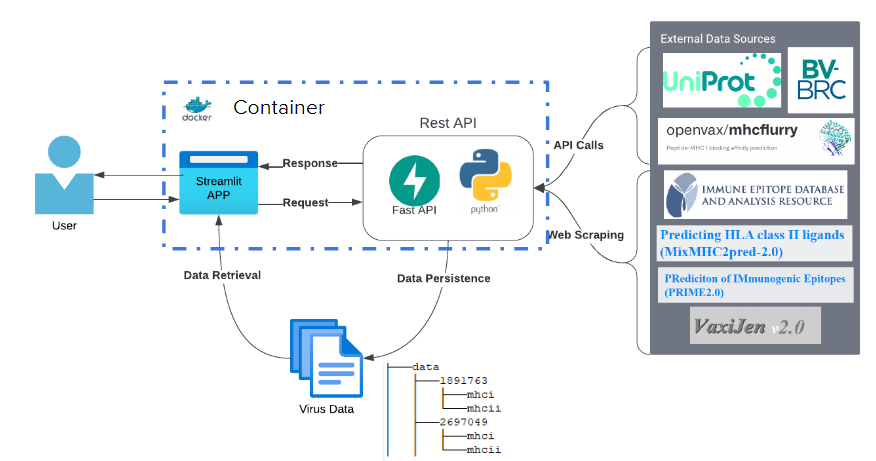 External Data Sources
UniProt
BV-
BRC
docker
Container
Rest API
openvax/mhcflurry
Peptide-MHC I binding affinity prediction
API Calls
Response
Streamlit
APP
Request
Fast API
python
User
IMMUNE EPITOPE DATABASE
AND ANALYSIS RESOURCE
Web Scraping
Predicting HLA class II ligands
(MixMHC2pred-2.0)
Data Retrieval
Data Persistence
PRediciton of IMmunogenic Epitopes
(PRIME2.0)
VaxiJen v2.0
Virus Data
data
1891763
mhci
mhcii
2697049
mhci
mhcii